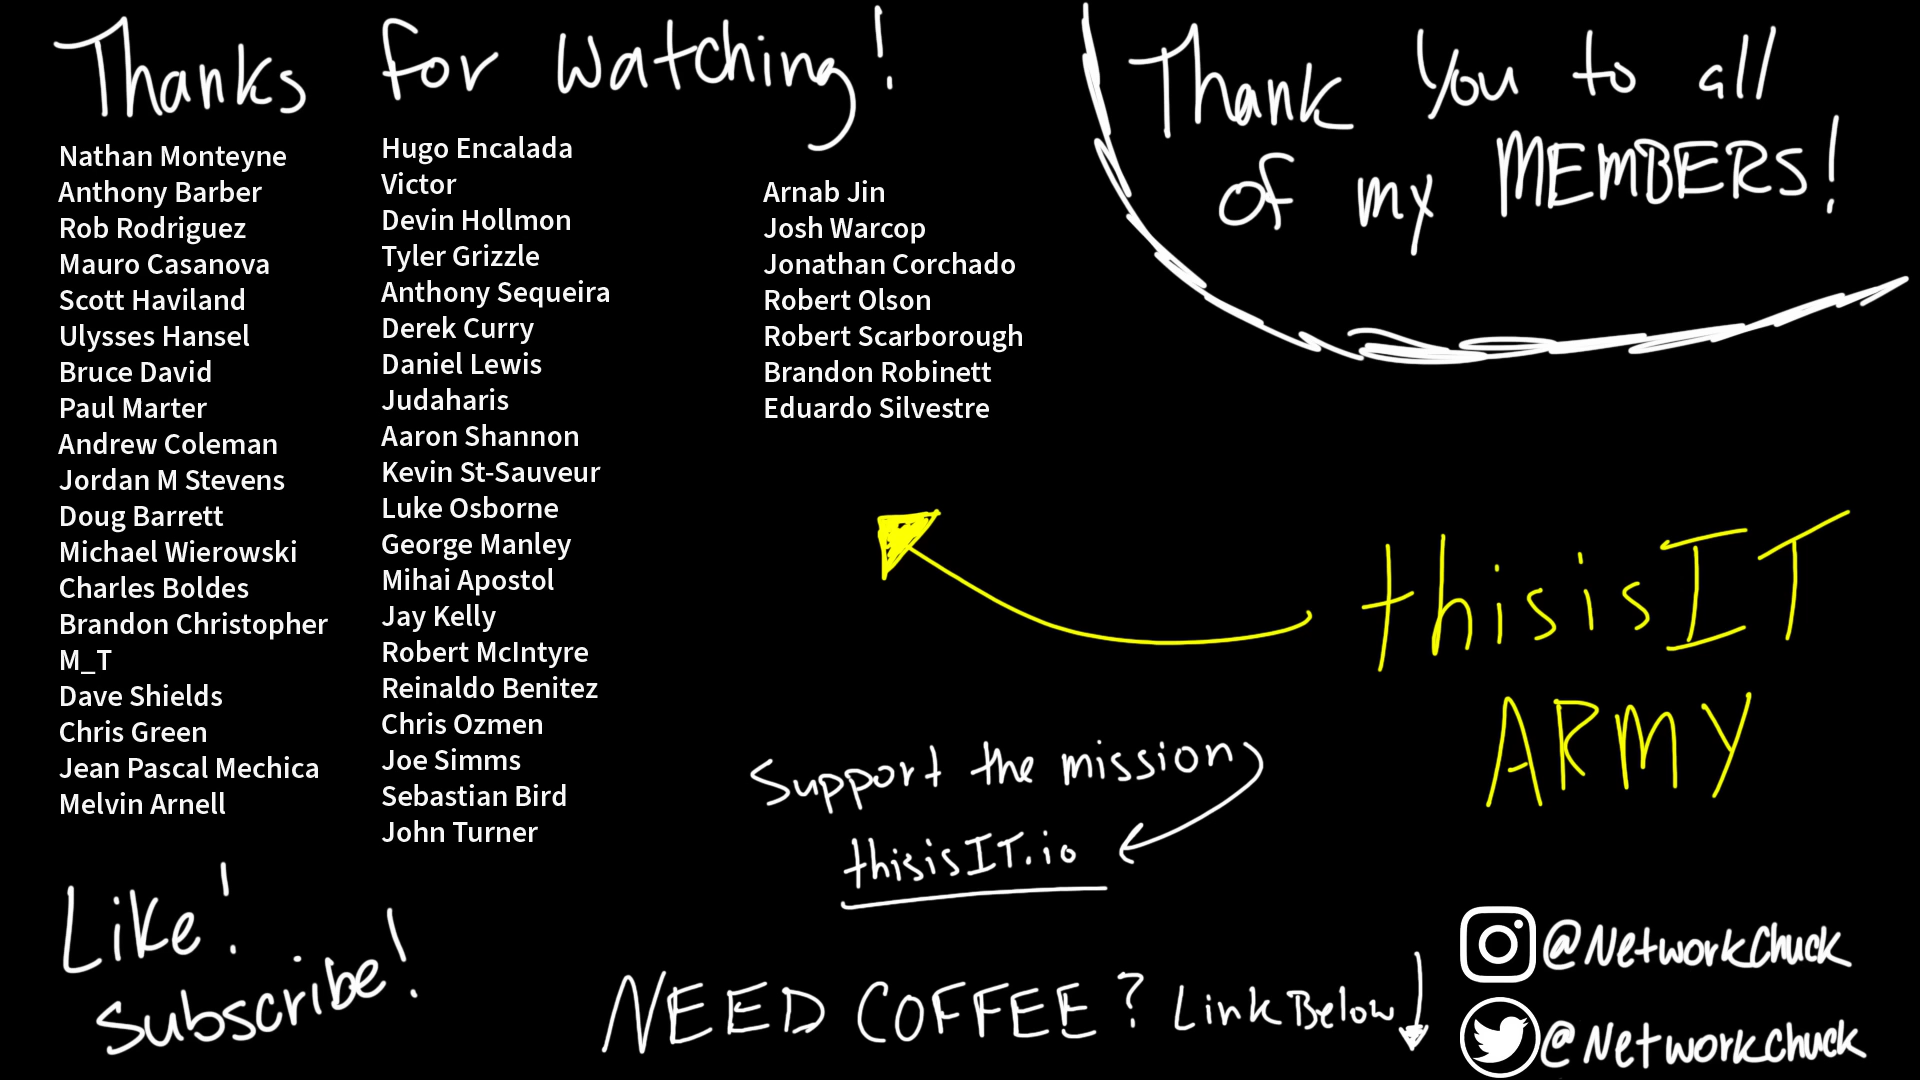 Thanks for watching!
Nathan Monteyne
Anthony Barber
Rob Rodriguez
Mauro Casanova
Scott Haviland
Ulysses Hansel
Bruce David
Paul Marter
Andrew Coleman
Jordan M Stevens
Doug Barrett
Michael Wierowski
Charles Boldes
Brandon Christopher
M_T
Dave Shields
Chris Green
Jean Pascal Mechica
Melvin Arnell
Hugo Encalada
Victor
Devin Hollmon
Tyler Grizzle
Anthony Sequeira
Derek Curry
Daniel Lewis
Judaharis
Aaron Shannon
Kevin St-Sauveur
Luke Osborne
George Manley
Mihai Apostol
Jay Kelly
Robert McIntyre
Reinaldo Benitez
Chris Ozmen
Joe Simms
Sebastian Bird
John Turner
Arnab Jin
Josh Warcop
Jonathan Corchado
Robert Olson
Robert Scarborough
Brandon Robinett
Eduardo Silvestre
Thank You to all
of my MEMBERS!
thisisIT
ARMY
Support the mission
thisisIT.io
Like!
Subscribe!
NEED COFFEE? Link Below
@NetworkChuck
@Networkchuck